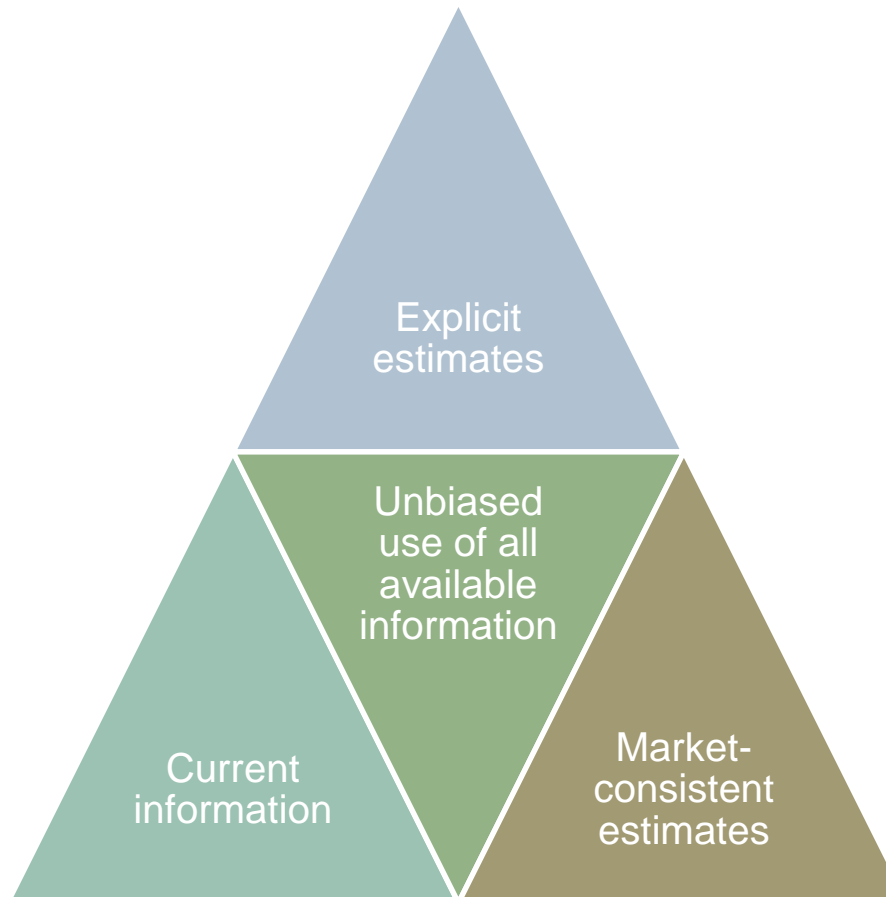 Explicit
estimates
Unbiased
use of all
available
information
Current
information
Market-
consistent
estimates